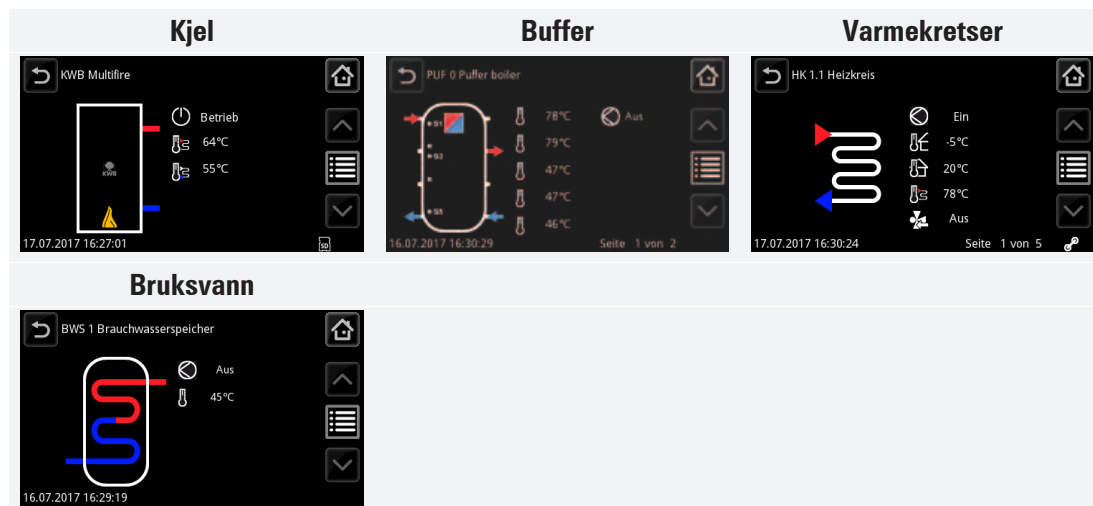 Kjel
Buffer
Varmekretser
KWB Multifire
Betrieb
64°C
55°C
KWB
17.07.2017 16:27:01
SD
PUF 0 Puffer boiler
S1
S3
S5
78°C
Aus
79°C
47°C
47°C
46°C
16.07.2017 16:30:29
Seite 1 von 2
HK 1.1 Heizkreis
Ein
-5°C
20°C
78°C
Aus
17.07.2017 16:30:24
Seite 1 von 5
Bruksvann
BWS 1 Brauchwasserspeicher
Aus
45°C
16.07.2017 16:29:19